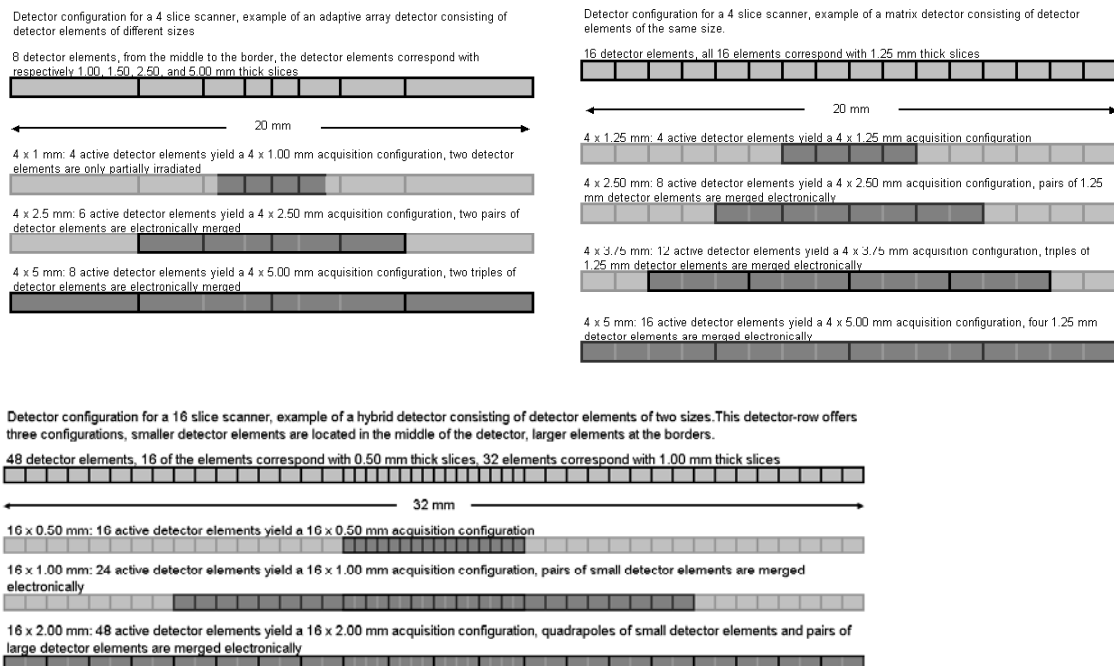 Detector configuration for a 4 slice scanner, example of an adaptive array detector consisting of
detector elements of different sizes
8 detector elements, from the middle to the border, the detector elements correspond with
respectively 1.00, 1.50, 2.50, and 5.00 mm thick slices
20 mm
4 x 1 mm: 4 active detector elements yield a 4 x 1.00 mm acquisition configuration, two detector
elements are only partially irradiated
4 x 2.5 mm: 6 active detector elements yield a 4 x 2.50 mm acquisition configuration, two pairs of
detector elements are electronically merged
4 x 5 mm: 8 active detector elements yield a 4 x 5.00 mm acquisition configuration, two triples of
detector elements are electronically merged
Detector configuration for a 4 slice scanner, example of a matrix detector consisting of detector
elements of the same size.
16 detector elements, all 16 elements correspond with 1.25 mm thick slices
20 mm
4 x 1.25 mm: 4 active detector elements yield a 4 x 1.25 mm acquisition configuration
4 x 2.50 mm: 8 active detector elements yield a 4 x 2.50 mm acquisition configuration, pairs of 1.25
mm detector elements are merged electronically
4 x 3.75 mm: 12 active detector elements yield a 4 x 3.75 mm acquisition configuration, triples of
1.25 mm detector elements are merged electronically
4 x 5 mm: 16 active detector elements yield a 4 x 5.00 mm acquisition configuration, four 1.25 mm
detector elements are merged electronically
Detector configuration for a 16 slice scanner, example of a hybrid detector consisting of detector elements of two sizes.This detector-row offers
three configurations, smaller detector elements are located in the middle of the detector, larger elements at the borders.
48 detector elements, 16 of the elements correspond with 0.50 mm thick slices, 32 elements correspond with 1.00 mm thick slices
32 mm
16 x 0.50 mm: 16 active detector elements yield a 16 x 0.50 mm acquisition configuration
16 x 1.00 mm: 24 active detector elements yield a 16 x 1.00 mm acquisition configuration, pairs of small detector elements are merged
electronically
16 x 2.00 mm: 48 active detector elements yield a 16 x 2.00 mm acquisition configuration, quadrapoles of small detector elements and pairs of
large detector elements are merged electronically